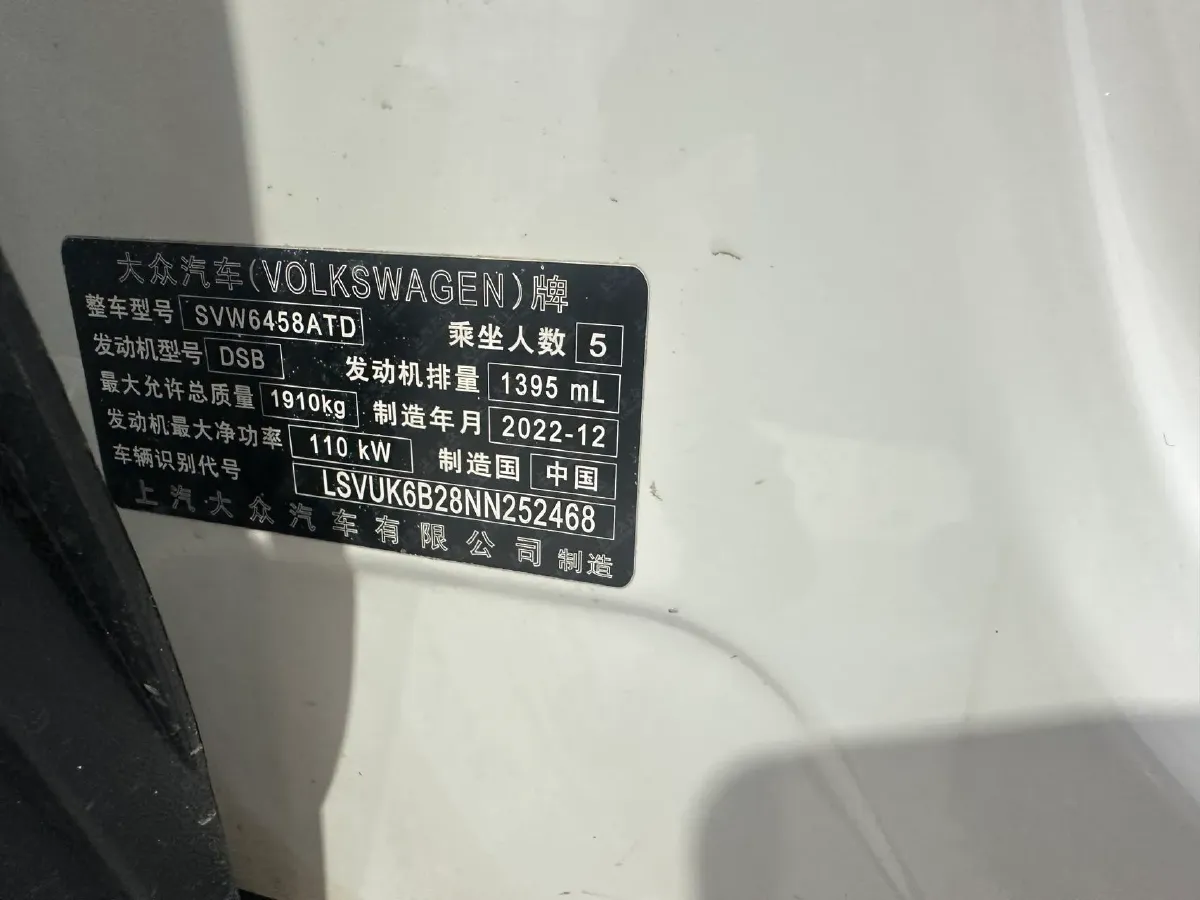 大众汽车(VOLKSWAGEN)牌
整车型号 SVW6458ATD 乘坐人数 5
发动机型号 DSB 发动机排量 1395 mL
最大允许总质量 1910kg 制造年月 2022-12
发动机最大净功率 110 kW 制造国 中国
车辆识别代号 LSVUK6B28NN252468
上汽大众汽车有限公司 制造